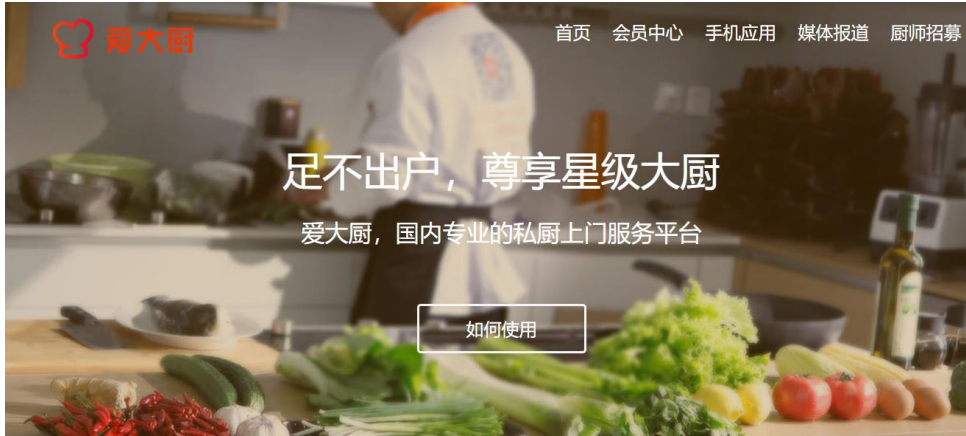 爱大厨
首页 会员中心 手机应用 媒体报道 厨师招募
足不出户，尊享星级大厨
爱大厨，国内专业的私厨上门服务平台
如何使用